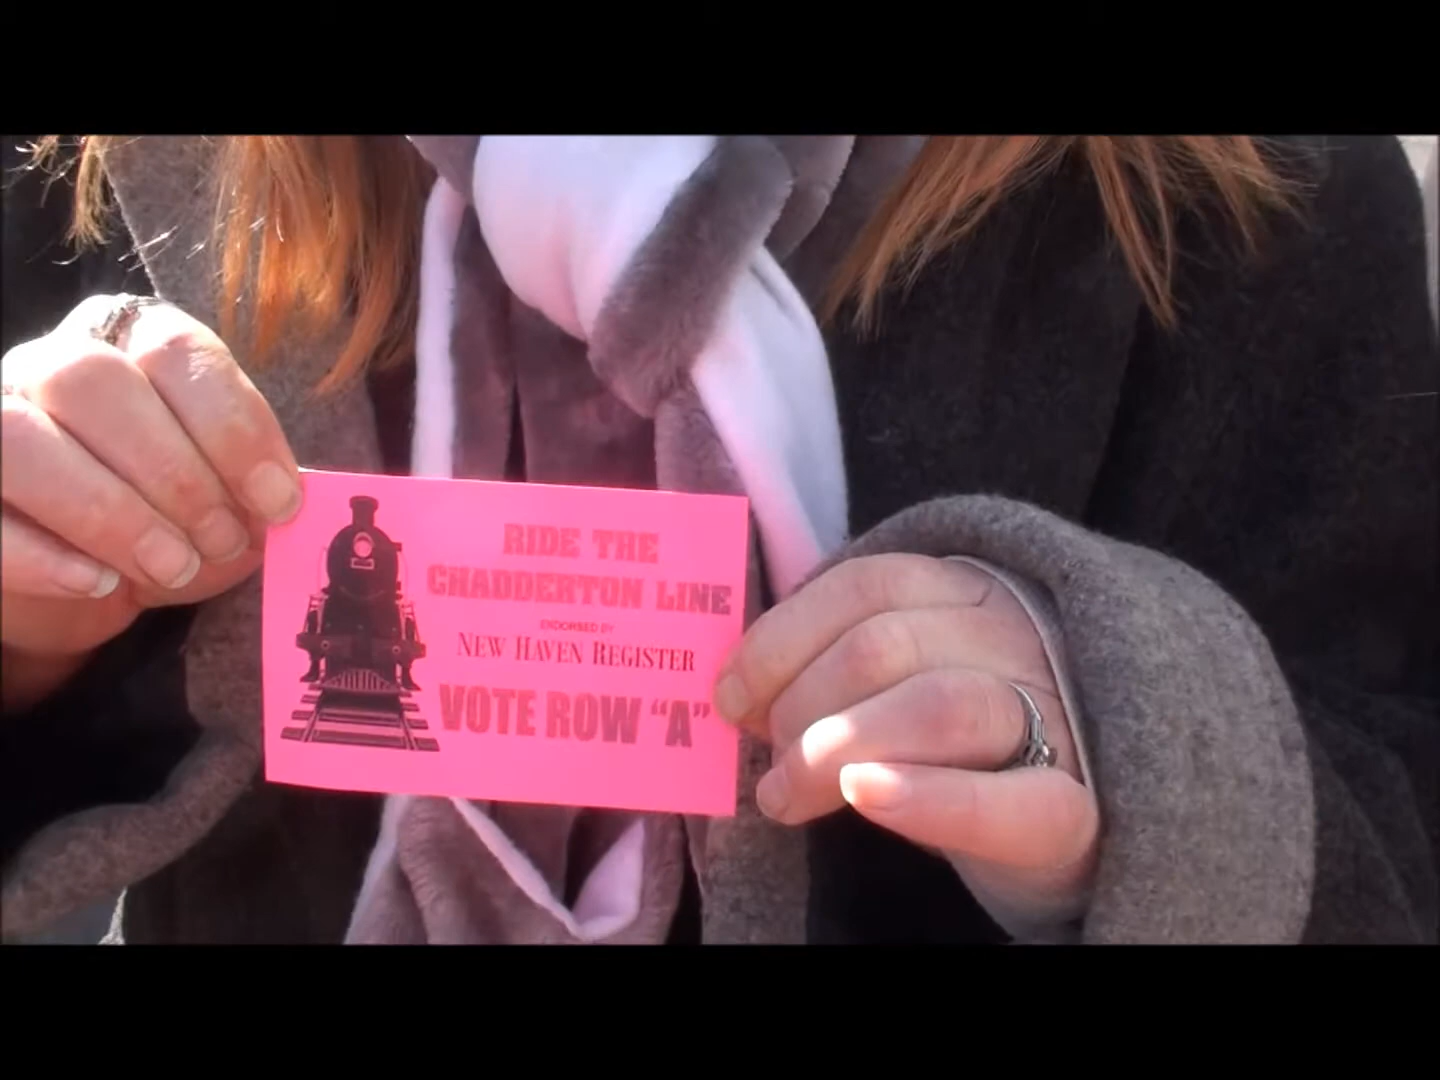 RIDE THE
CHADDERTON LINE
ENDORSED BY
NEW HAVEN REGISTER
VOTE ROW "A"